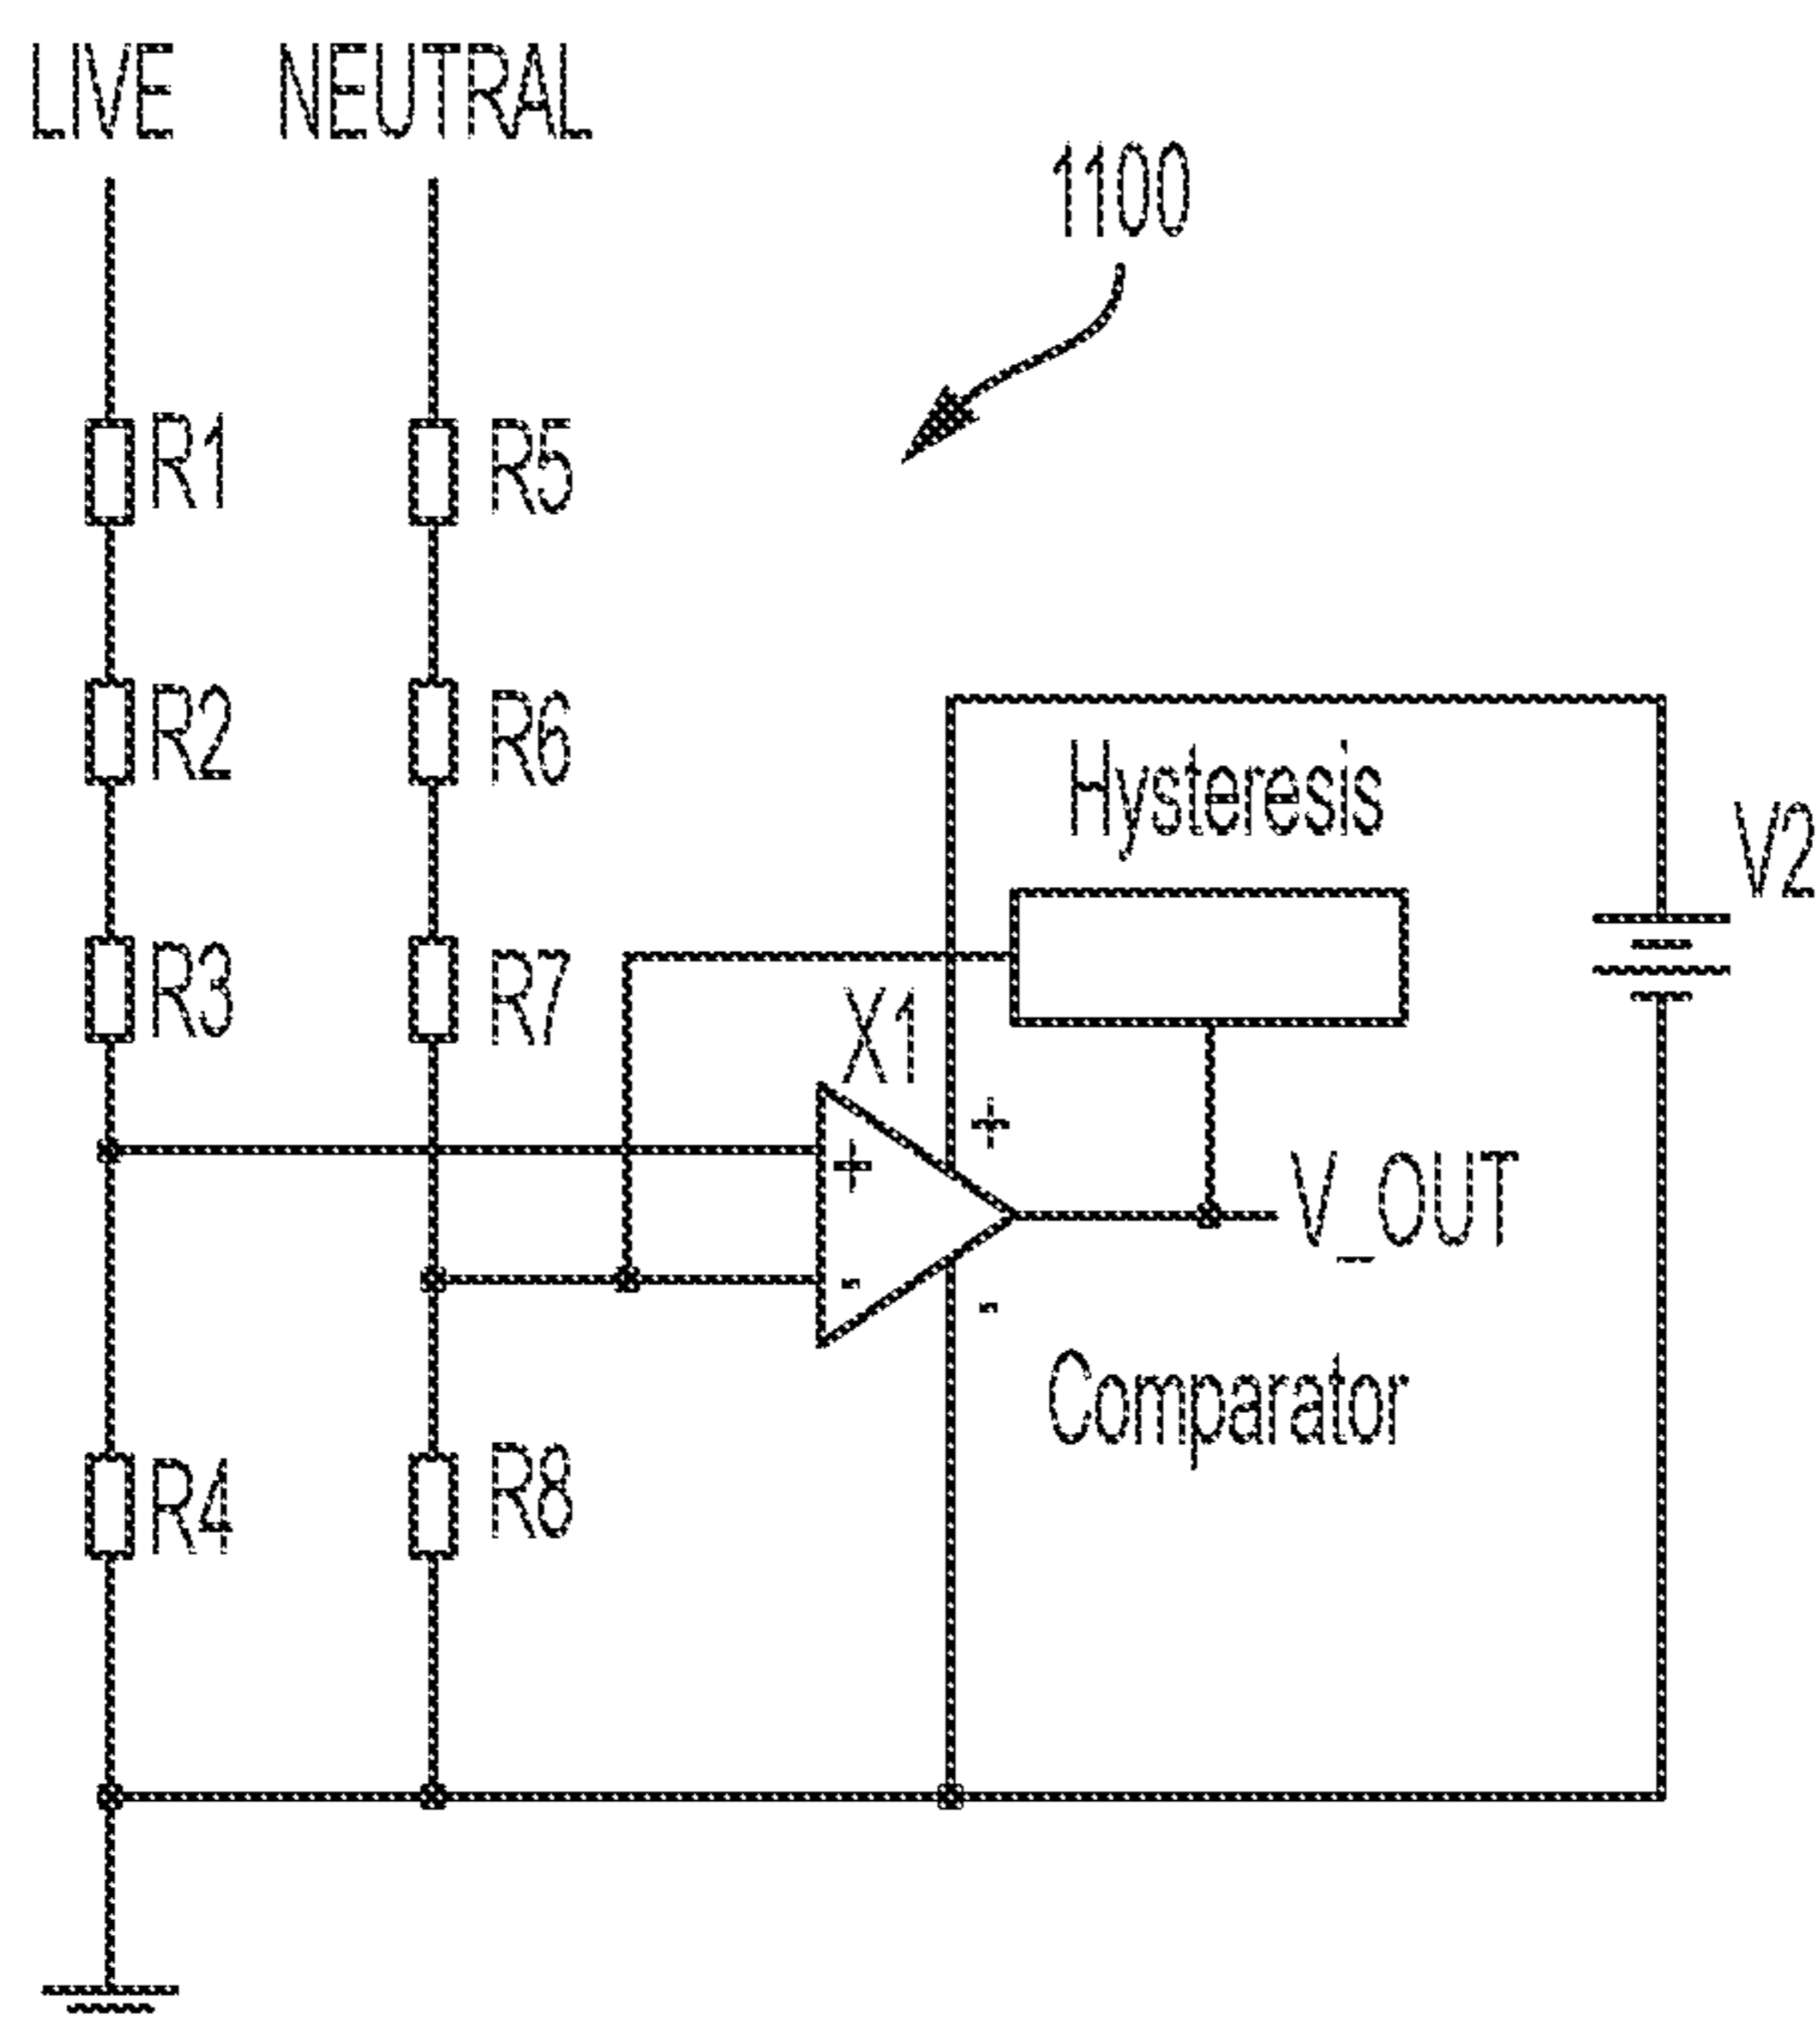 LIVE NEUTRAL
1100
R1 R5
R2 R6
Hysteresis
V2
R3 R7
X1
+
+
V_OUT
-
-
Comparator
R4 R8